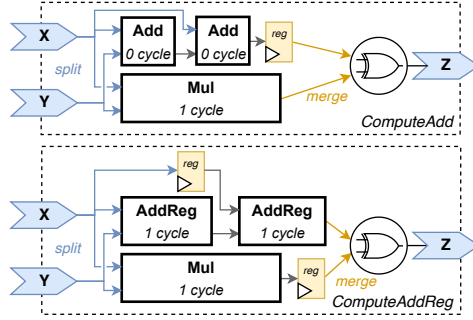 X
Add
0 cycle
Add
0 cycle
reg
Z
split
Y
Mul
1 cycle
merge
ComputeAdd
reg
X
AddReg
1 cycle
AddReg
1 cycle
Z
split
Y
Mul
1 cycle
reg
merge
ComputeAddReg